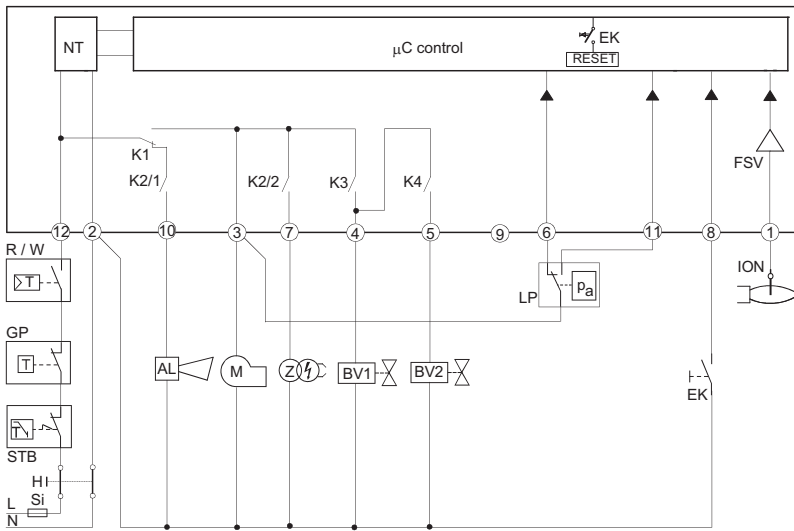 NT
µC control
EK
RESET
K1
K2/1
K2/2
K3
K4
FSV
12
2
10
3
7
4
5
9
6
11
8
1
R / W
T
GP
T
STB
T
H
Si
L
N
AL
M
Z
BV1
BV2
LP
pa
ION
EK